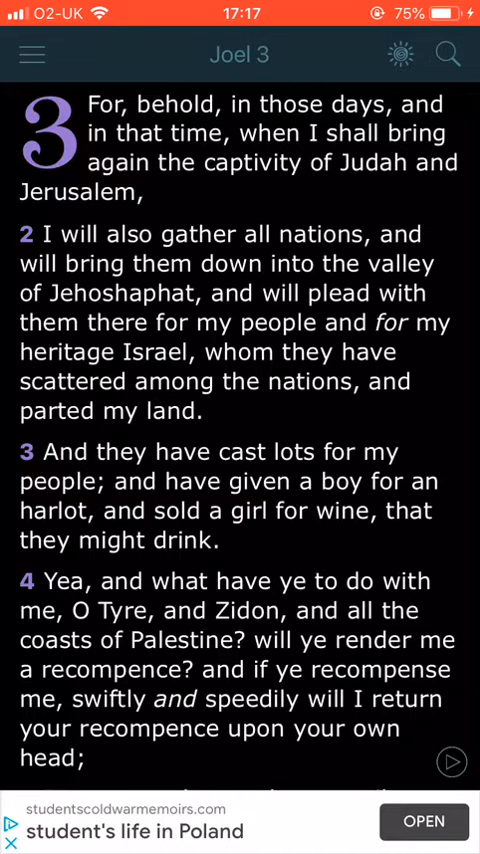 O2-UK 17:17 75%
Joel 3
3 For, behold, in those days, and
in that time, when I shall bring
again the captivity of Judah and
Jerusalem,
2 I will also gather all nations, and
will bring them down into the valley
of Jehoshaphat, and will plead with
them there for my people and for my
heritage Israel, whom they have
scattered among the nations, and
parted my land.
3 And they have cast lots for my
people; and have given a boy for an
harlot, and sold a girl for wine, that
they might drink.
4 Yea, and what have ye to do with
me, O Tyre, and Zidon, and all the
coasts of Palestine? will ye render me
a recompence? and if ye recompense
me, swiftly and speedily will I return
your recompence upon your own
head;
studentscoldwarmemoirs.com
student's life in Poland
OPEN